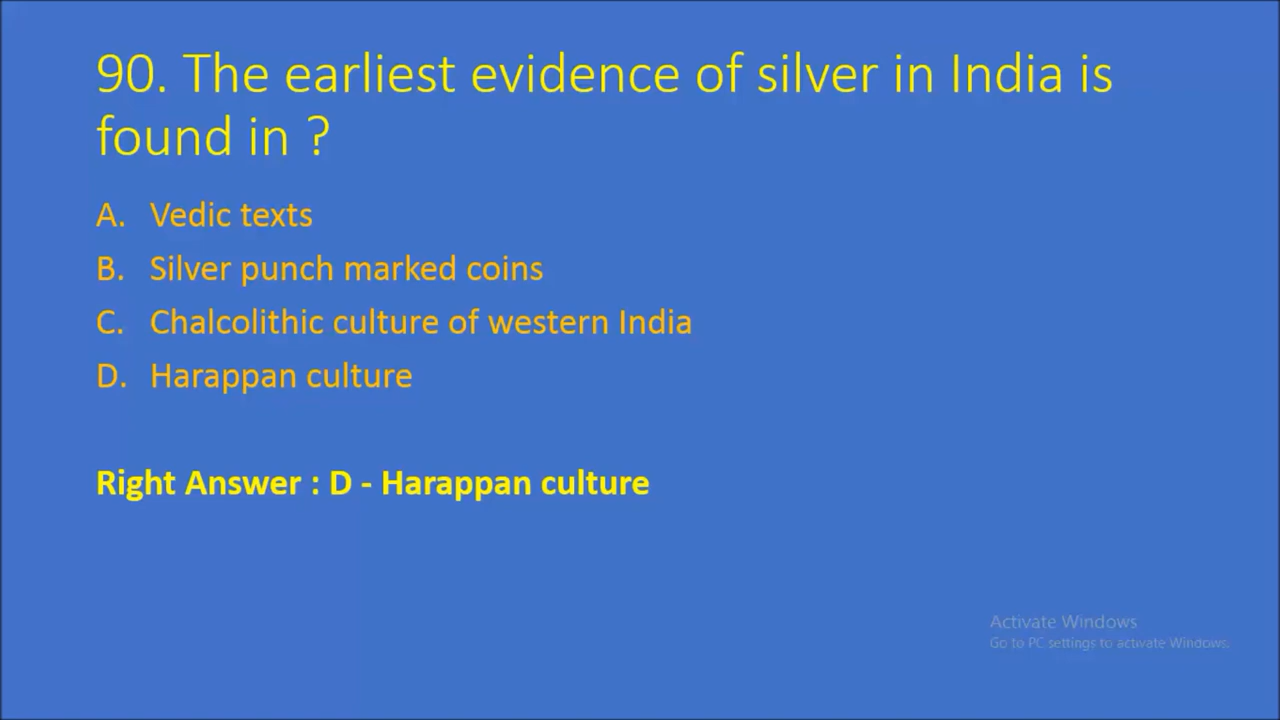 90. The earliest evidence of silver in India is
found in ?
A. Vedic texts
B. Silver punch marked coins
C. Chalcolithic culture of western India
D. Harappan culture
Right Answer : D - Harappan culture
Activate Windows
Go to PC settings to activate Windows.